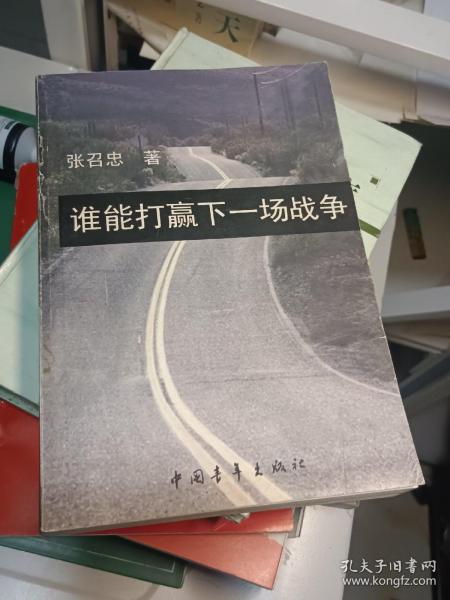 天
张召忠 著
谁能打赢下一场战争
中国青年出版社
孔夫子旧书网
www.kongfz.com